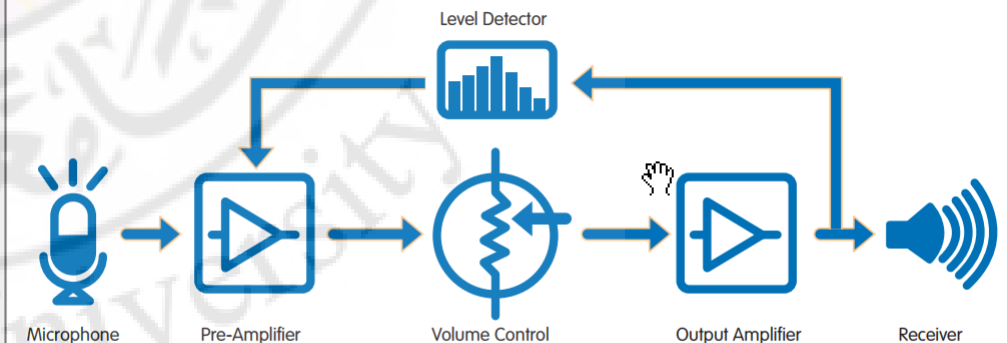 Level Detector
Microphone
Pre-Amplifier
Volume Control
Output Amplifier
Receiver